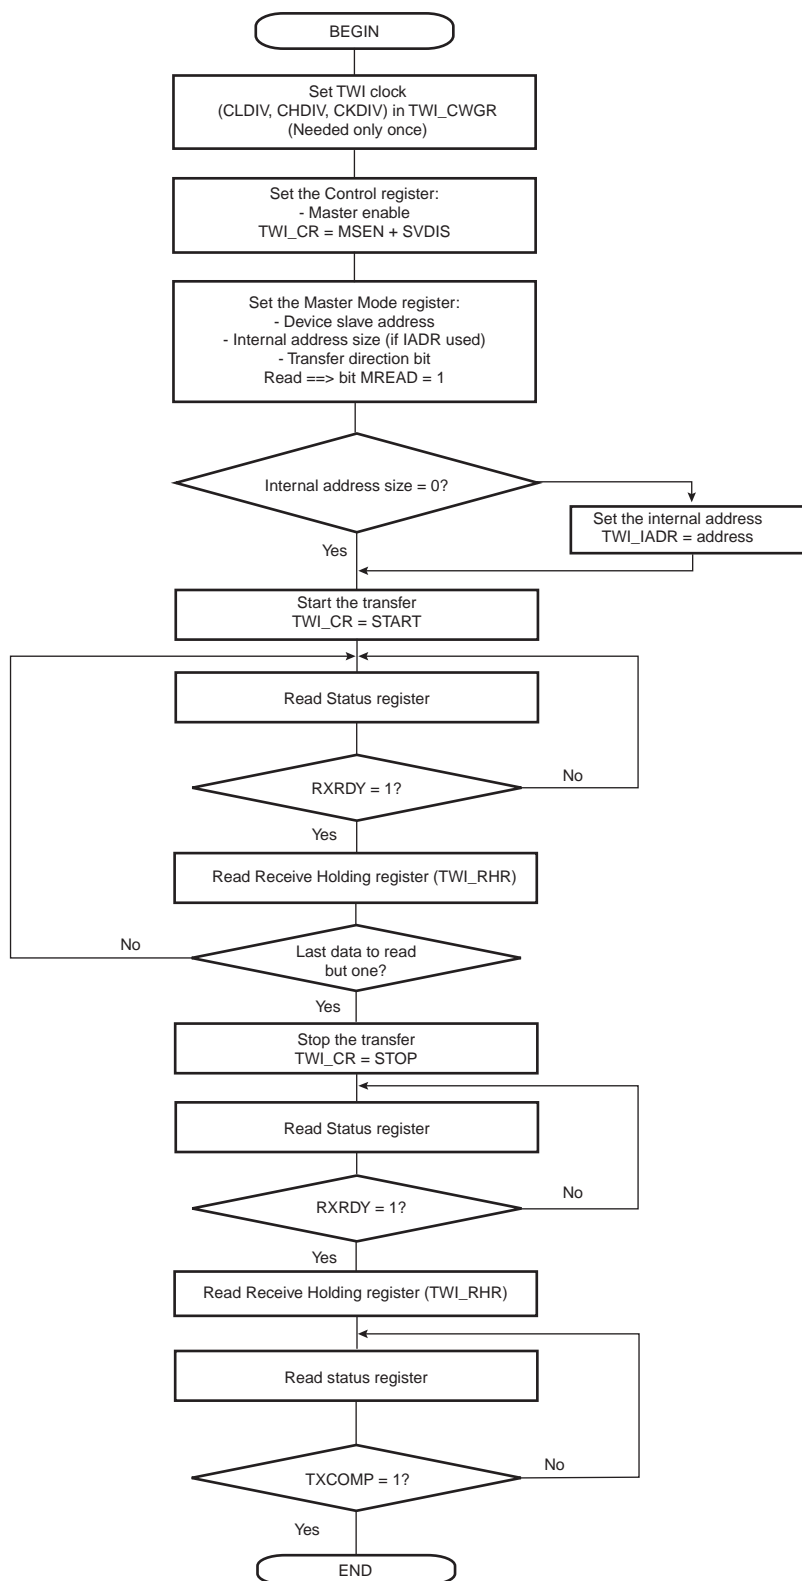 BEGIN
Set TWI clock
(CLDIV, CHDIV, CKDIV) in TWI_CWGR
(Needed only once)
Set the Control register:
- Master enable
TWI_CR = MSEN + SVDIS
Set the Master Mode register:
- Device slave address
- Internal address size (if IADR used)
- Transfer direction bit
Read ==> bit MREAD = 1
Internal address size = 0?
Set the internal address
TWI_IADR = address
Yes
Start the transfer
TWI_CR = START
Read Status register
RXRDY = 1?
No
Yes
Read Receive Holding register (TWI_RHR)
No
Last data to read
but one?
Yes
Stop the transfer
TWI_CR = STOP
Read Status register
RXRDY = 1?
No
Yes
Read Receive Holding register (TWI_RHR)
Read status register
TXCOMP = 1?
No
Yes
END